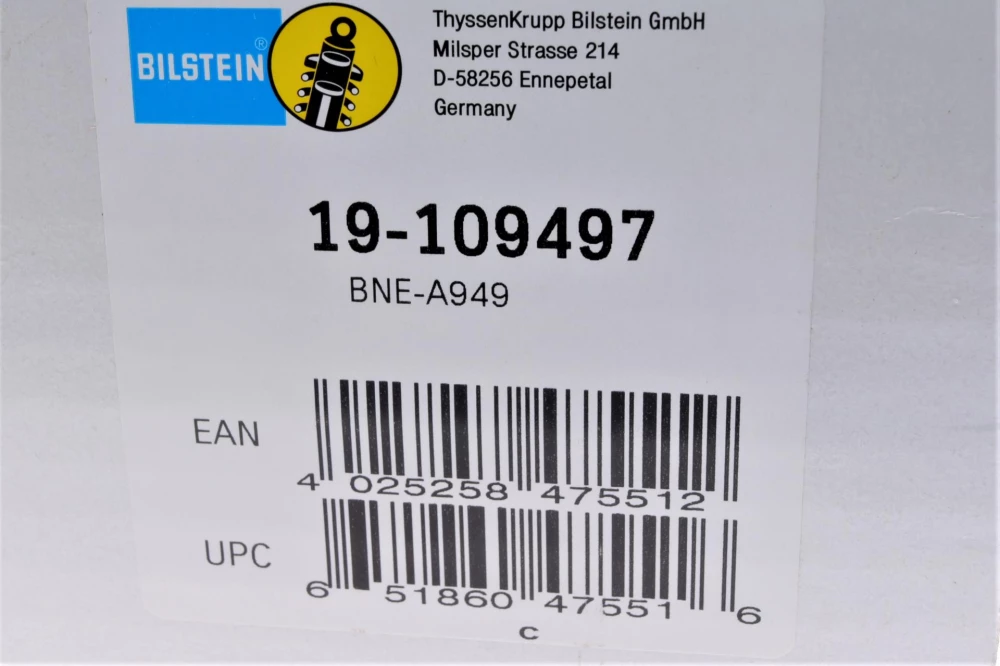 BILSTEIN®
ThyssenKrupp Bilstein GmbH
Milsper Strasse 214
D-58256 Ennepetal
Germany
19-109497
BNE-A949
EAN
4 025258 475512
UPC
6 51860 47551 6
C